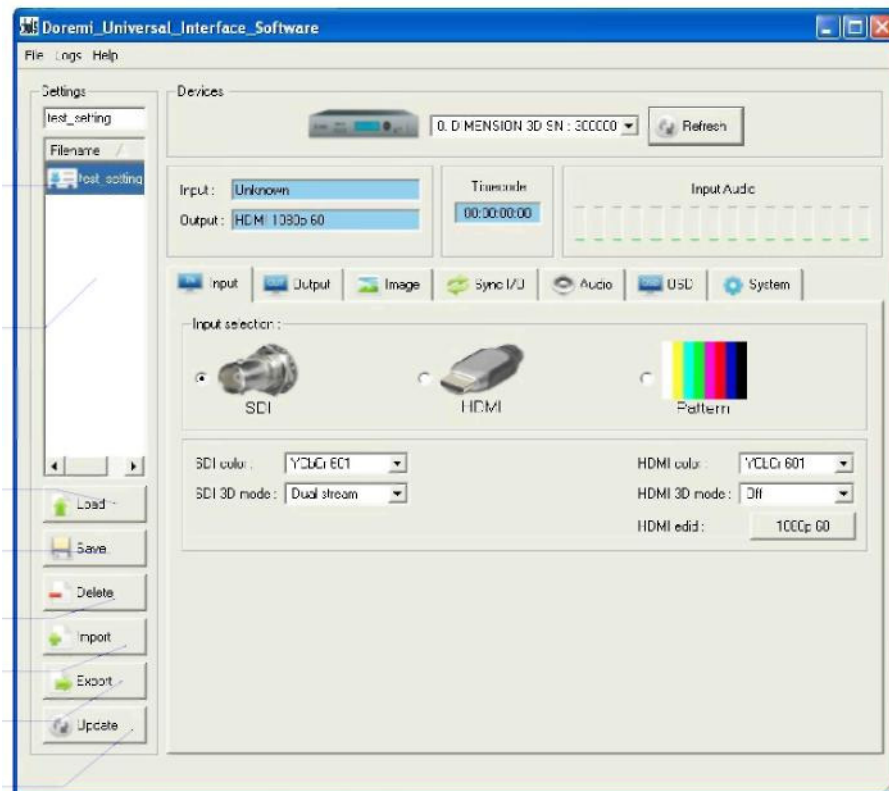 Doremi_Universal_Interface_Software
File Logs Help
Settings
test_setting
Filename
test_setting
Load
Save
Delete
Import
Export
Update
Devices
0. DIMENSION 3D SN : 300000
Refresh
Input : Unknown
Output : HDMI 1080p 60
Timecode
00:00:00:00
Input Audio
Input Output Image Sync I/O Audio OSD System
Input selection :
SDI HDMI Pattern
SDI color : YCbCr 601
SDI 3D mode : Dual stream
HDMI color : YCbCr 601
HDMI 3D mode : Off
HDMI edid : 1080p 60